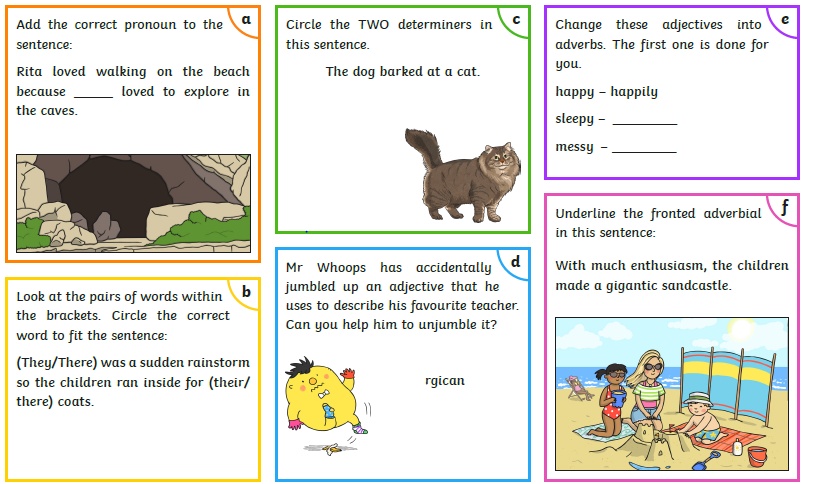 a
Add the correct pronoun to the
sentence:
Rita loved walking on the beach
because _____ loved to explore in
the caves.
b
Look at the pairs of words within
the brackets. Circle the correct
word to fit the sentence:
(They/There) was a sudden rainstorm
so the children ran inside for (their/
there) coats.
c
Circle the TWO determiners in
this sentence.
The dog barked at a cat.
d
Mr Whoops has accidentally
jumbled up an adjective that he
uses to describe his favourite teacher.
Can you help him to unjumble it?
rgican
e
Change these adjectives into
adverbs. The first one is done for
you.
happy – happily
sleepy – ________
messy – ________
f
Underline the fronted adverbial
in this sentence:
With much enthusiasm, the children
made a gigantic sandcastle.